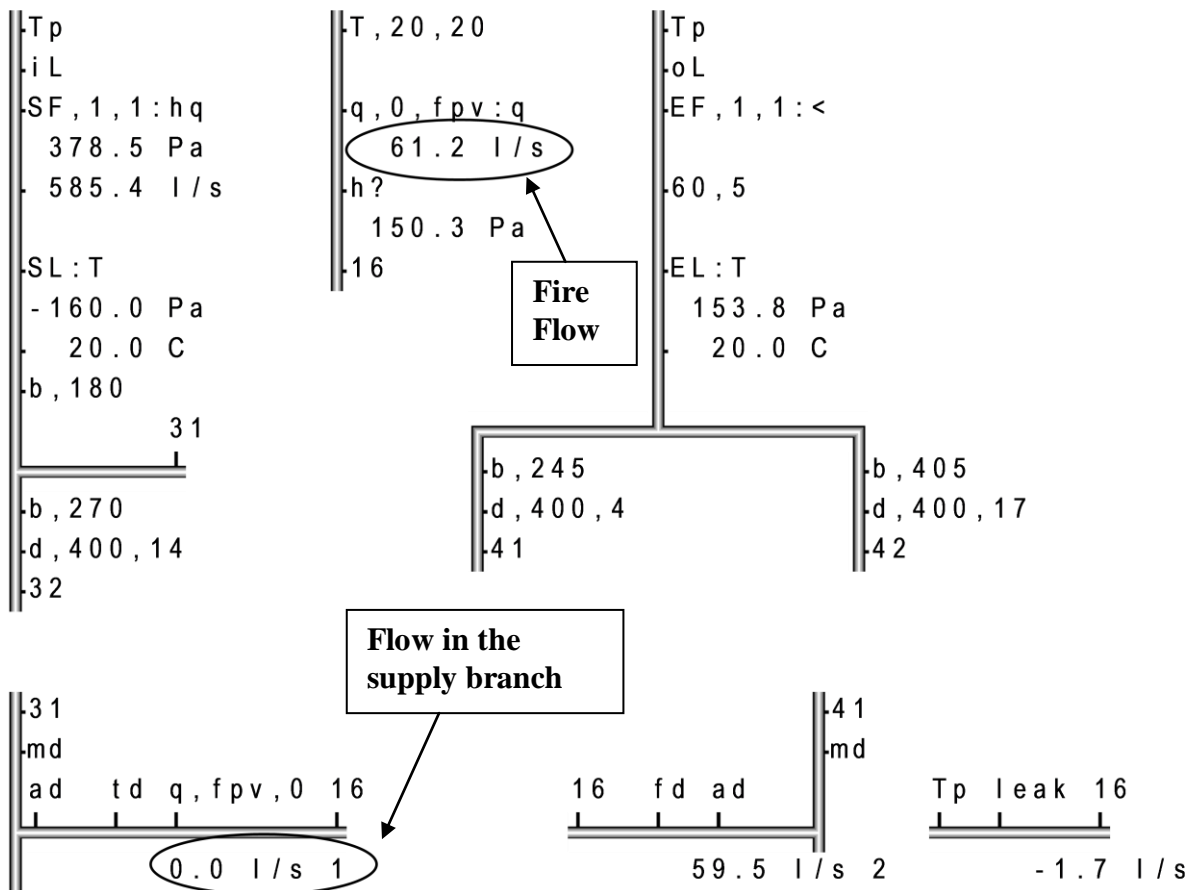 Tp
iL
SF,1,1:hq
378.5 Pa
585.4 l/s
SL:T
-160.0 Pa
20.0 C
b,180
31
b,270
d,400,14
32
T,20,20
q,0,fpv:q
61.2 l/s
h?
150.3 Pa
16
Fire
Flow
Tp
oL
EF,1,1:<
60,5
EL:T
153.8 Pa
20.0 C
b,245
d,400,4
41
b,405
d,400,17
42
Flow in the
supply branch
31
md
ad td q,fpv,0 16
0.0 l/s 1
41
md
16 fd ad
59.5 l/s 2
Tp leak 16
-1.7 l/s